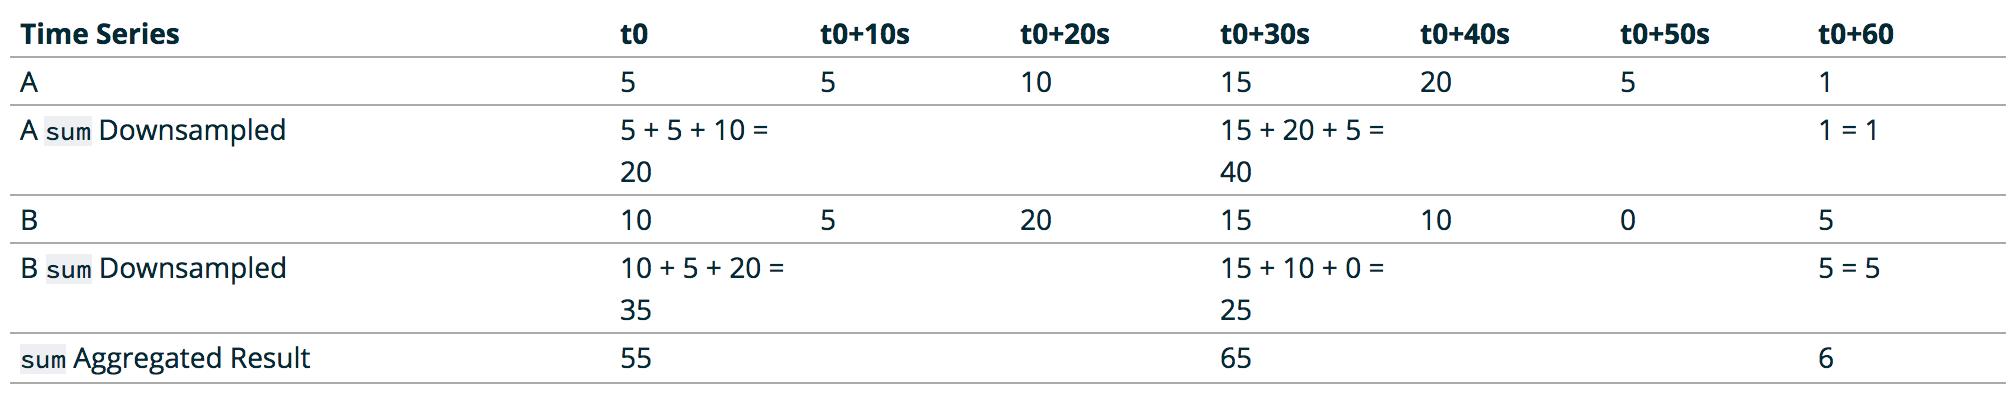 Time Series t0 t0+10s t0+20s t0+30s t0+40s t0+50s t0+60
A 5 5 10 15 20 5 1
A sum Downsampled 5 + 5 + 10 = 15 + 20 + 5 = 1 = 1
20 40
B 10 5 20 15 10 0 5
B sum Downsampled 10 + 5 + 20 = 15 + 10 + 0 = 5 = 5
35 25
sum Aggregated Result 55 65 6